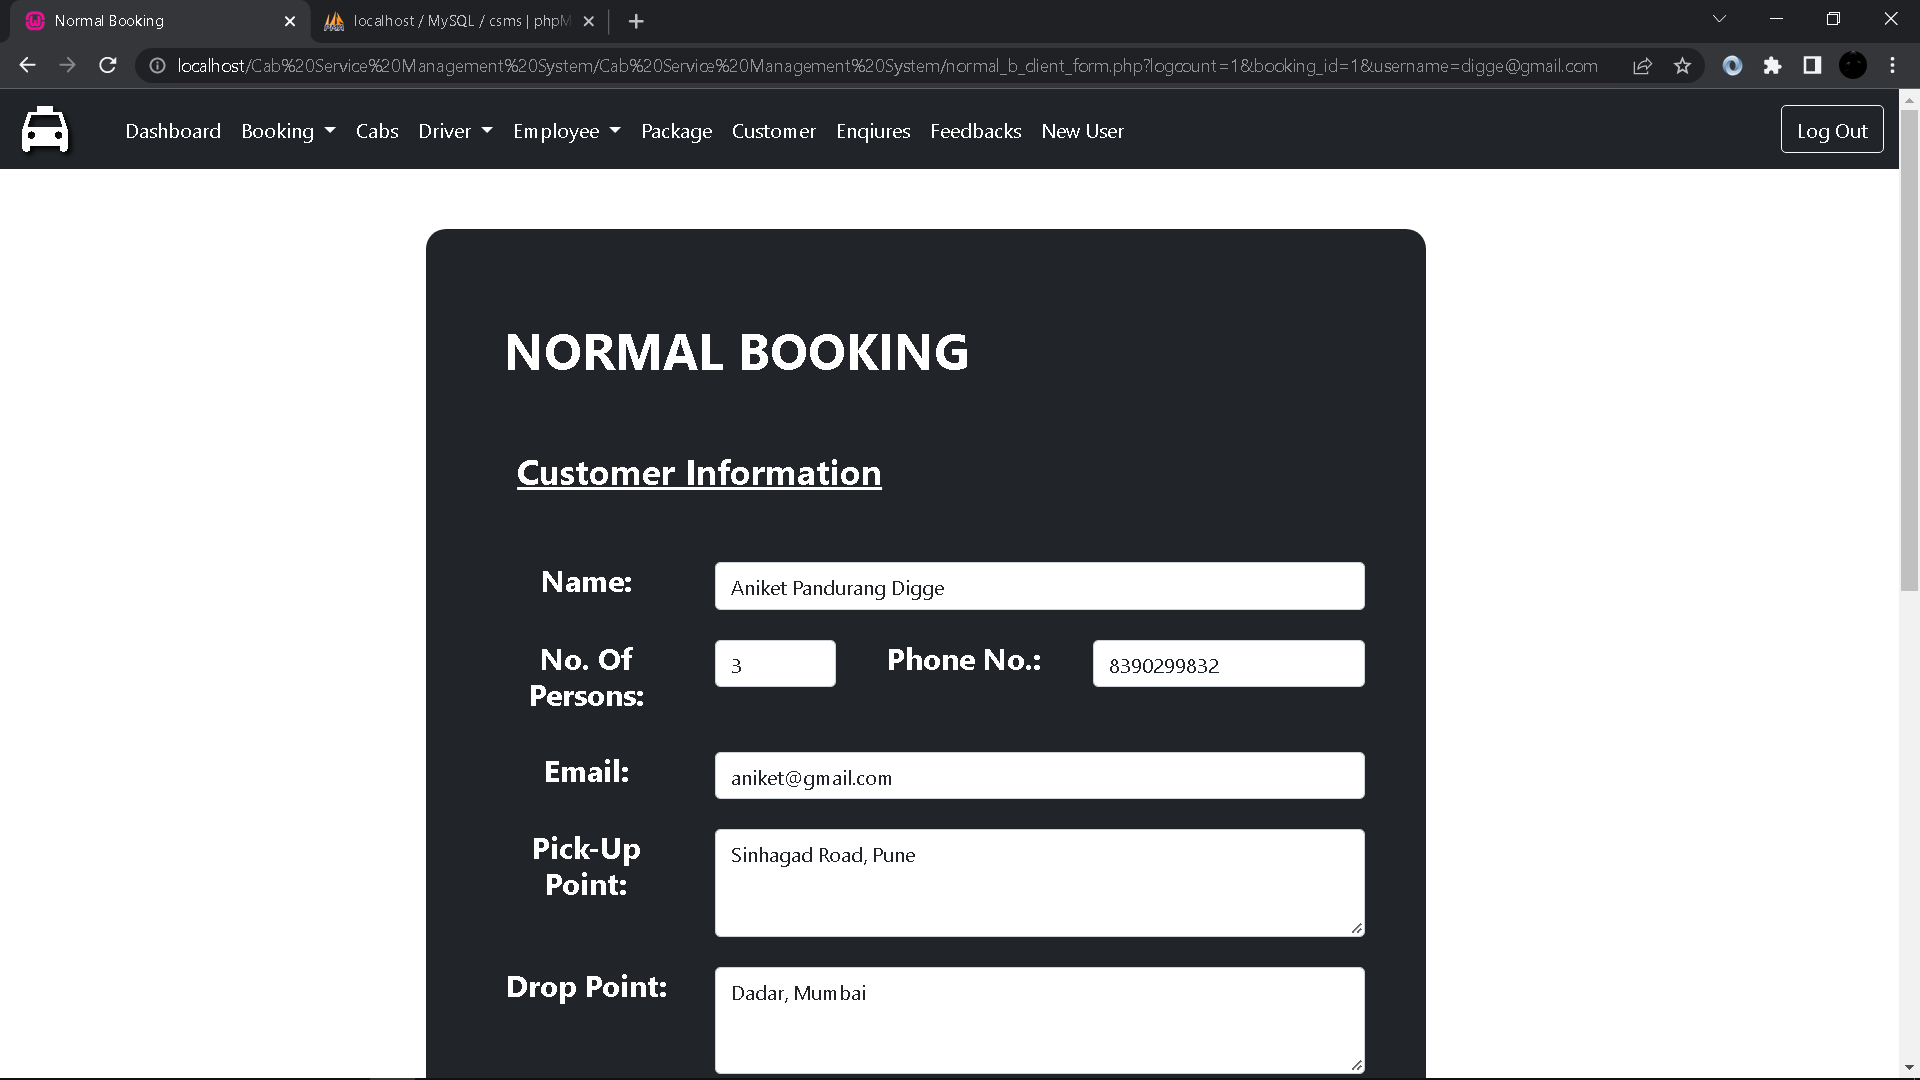 Normal Booking
localhost / MySQL / csms | phpM
localhost/Cab%20Service%20Management%20System/Cab%20Service%20Management%20System/normal_b_client_form.php?logcount=1&booking_id=1&username=digge@gmail.com
Dashboard Booking Cabs Driver Employee Package Customer Enqiures Feedbacks New User Log Out
NORMAL BOOKING
Customer Information
Name: Aniket Pandurang Digge
No. Of Persons: 3 Phone No.: 8390299832
Email: aniket@gmail.com
Pick-Up Point: Sinhagad Road, Pune
Drop Point: Dadar, Mumbai